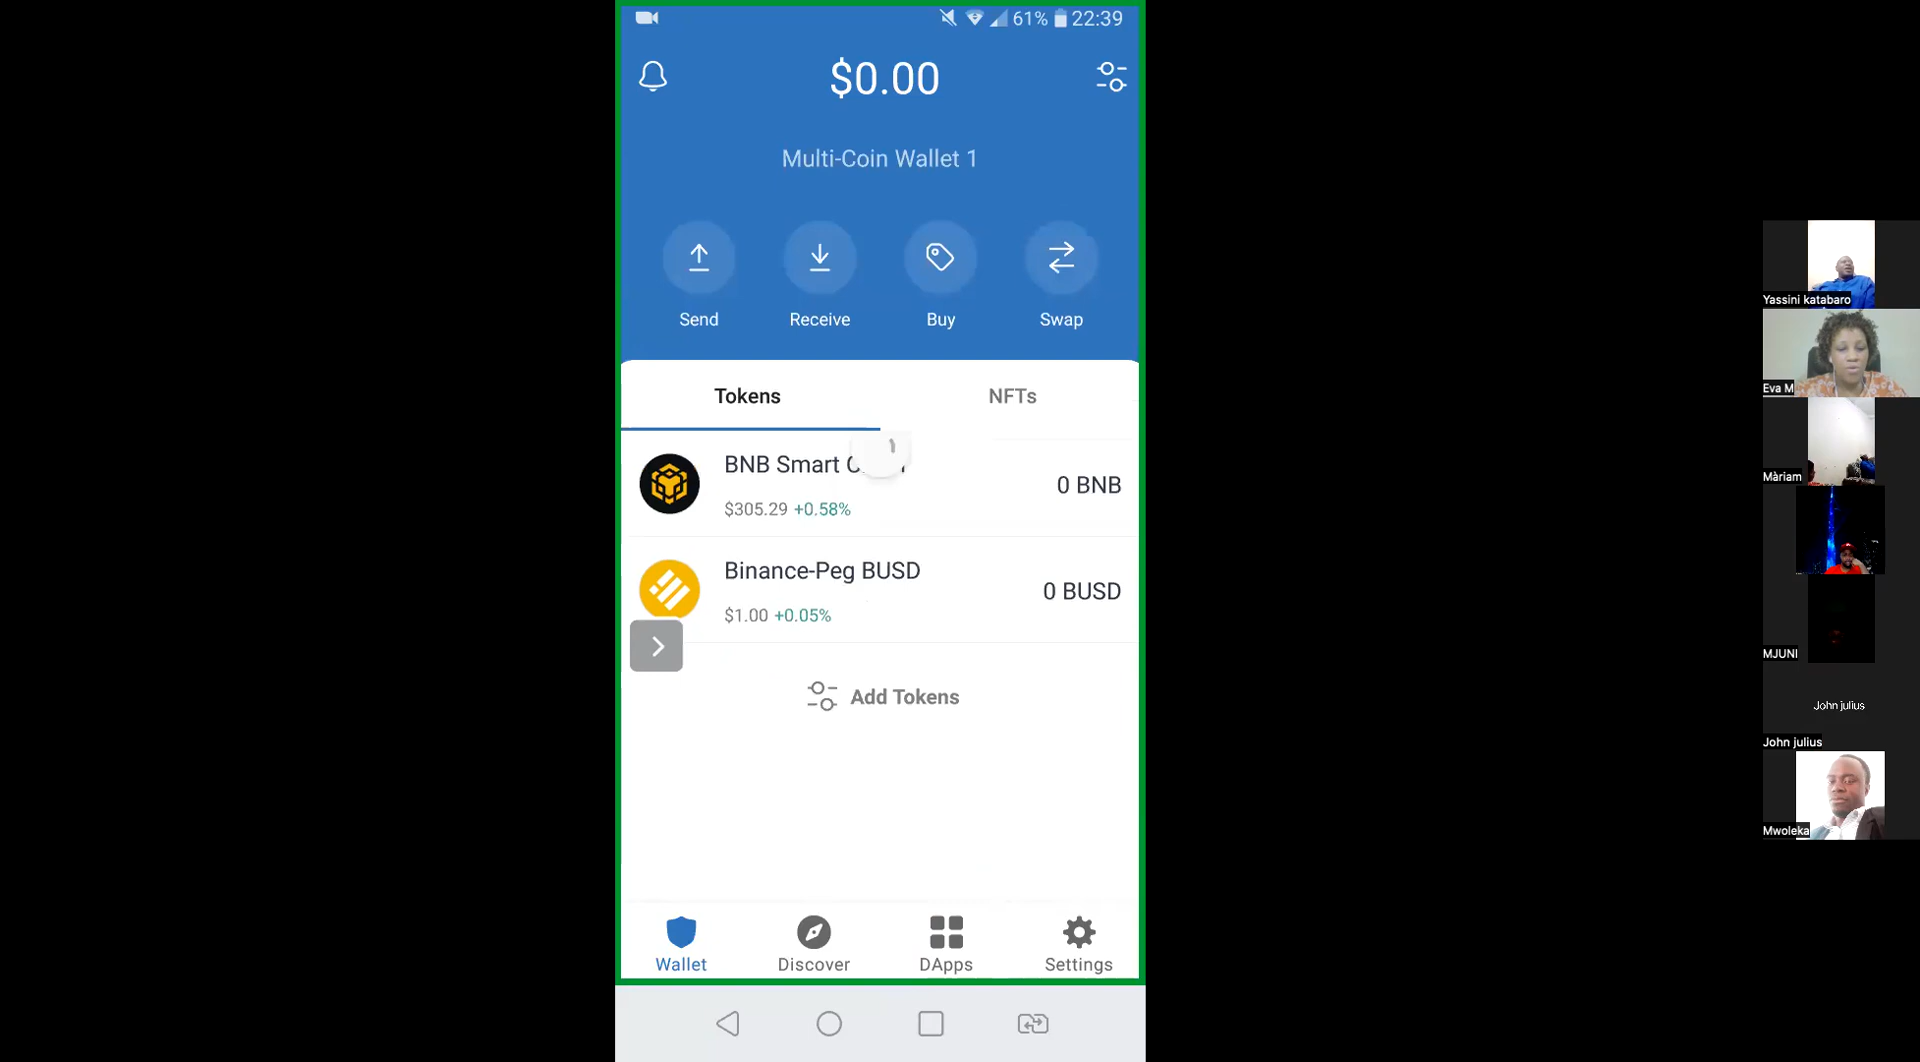 61% 22:39
$0.00
Multi-Coin Wallet 1
Send Receive Buy Swap
Tokens NFTs
BNB Smart
0 BNB
$305.29 +0.58%
Binance-Peg BUSD
0 BUSD
$1.00 +0.05%
Add Tokens
Wallet Discover DApps Settings
Yassini katabaro
Eva M
Màriam
MJUNI
John julius
John julius
Mwoleka